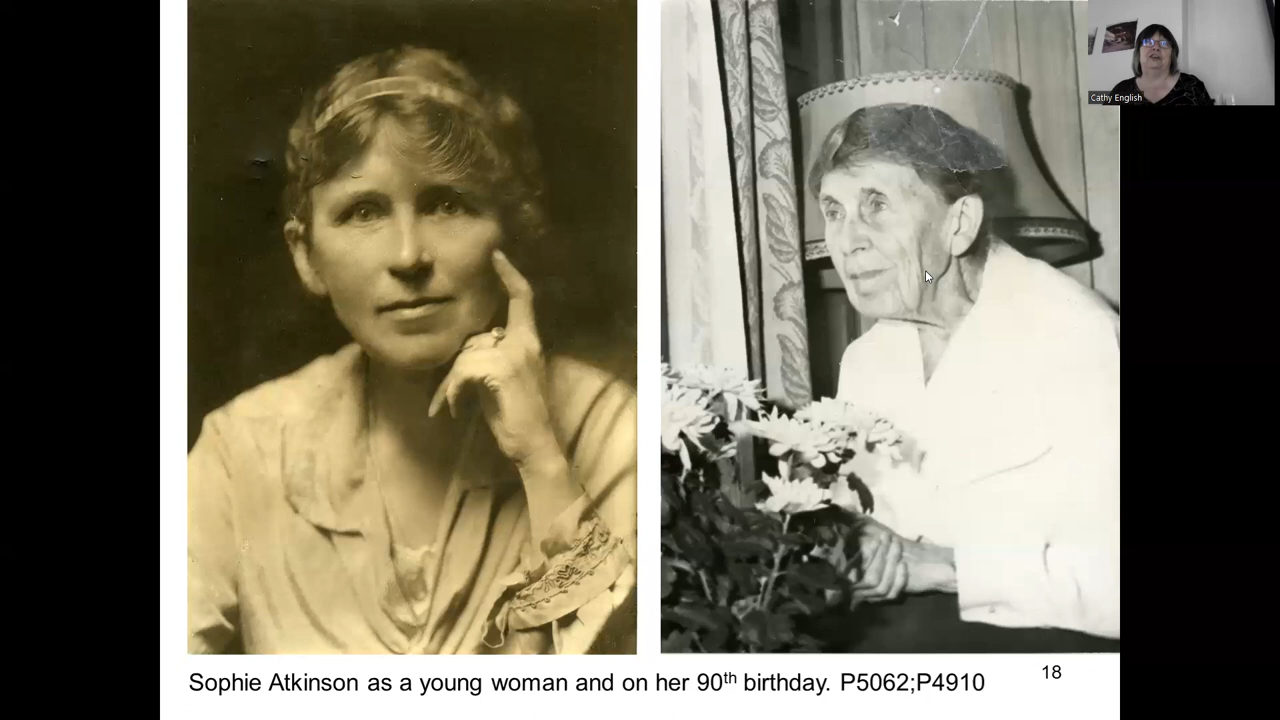 Cathy English
Sophie Atkinson as a young woman and on her 90th birthday. P5062;P4910
18